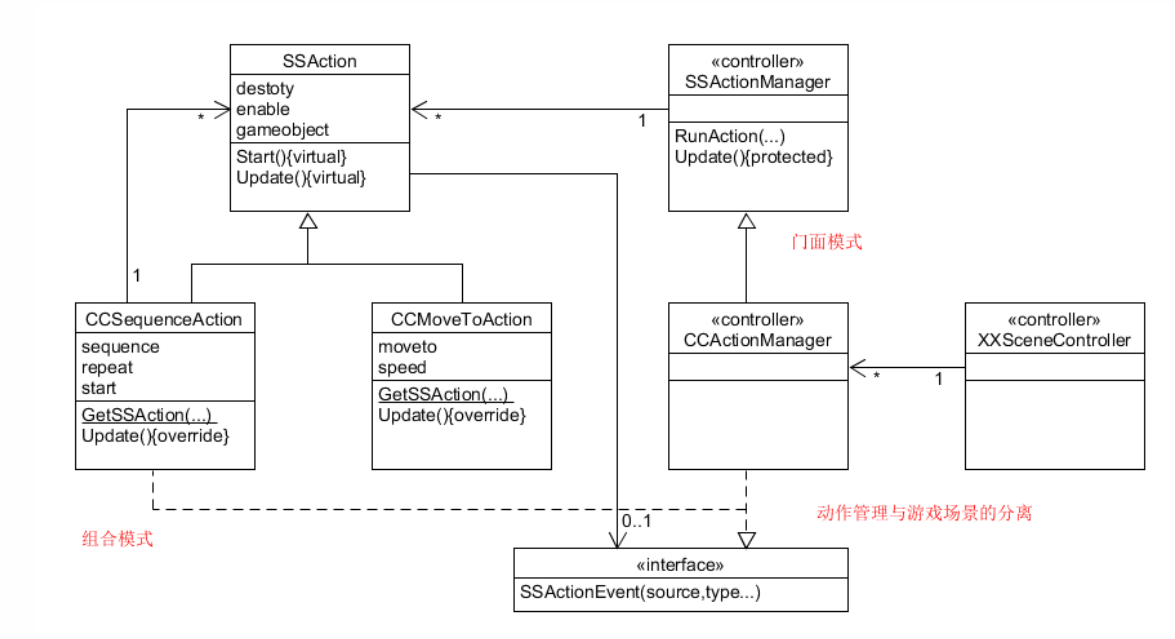 SSAction
destoty
enable
gameobject
Start(){virtual}
Update(){virtual}
«controller»
SSActionManager
RunAction(...)
Update(){protected}
*
*
1
门面模式
1
CCSequenceAction
sequence
repeat
start
GetSSAction(...)
Update(){override}
CCMoveToAction
moveto
speed
GetSSAction(...)
Update(){override}
«controller»
CCActionManager
*
1
«controller»
XXSceneController
组合模式
0..1
动作管理与游戏场景的分离
«interface»
SSActionEvent(source,type...)